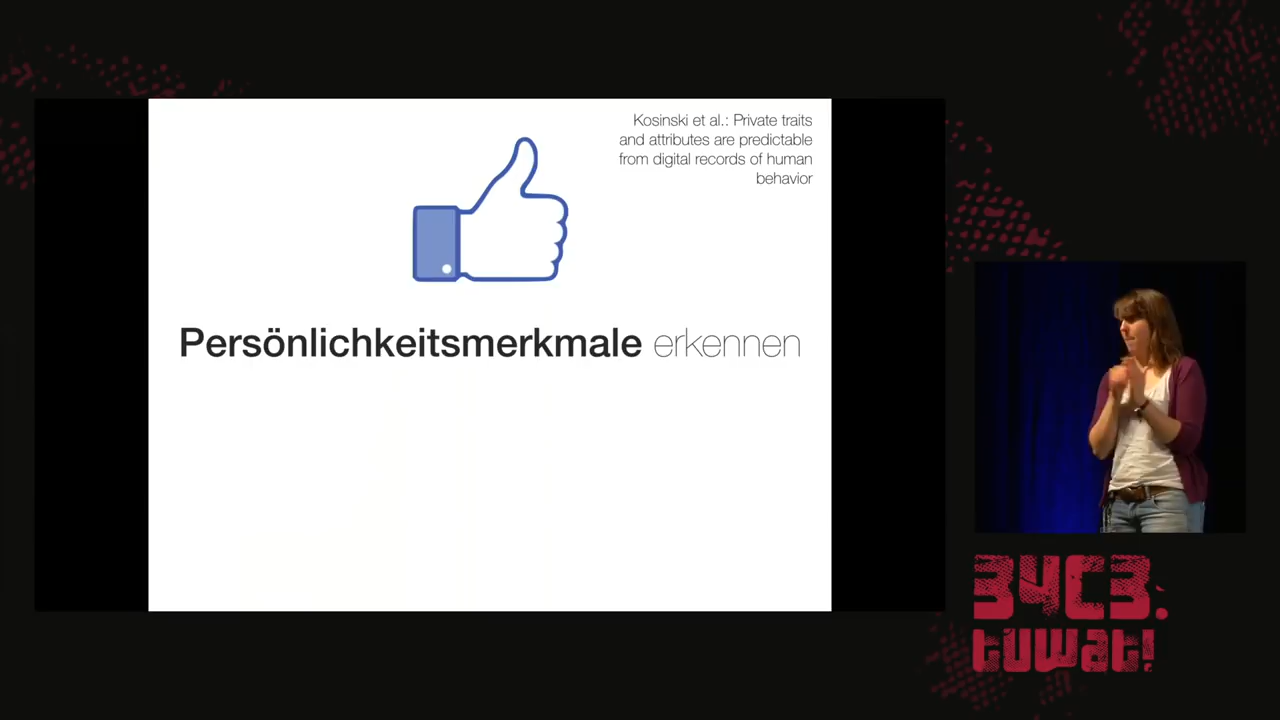 Kosinski et al.: Private traits
and attributes are predictable
from digital records of human
behavior
Persönlichkeitsmerkmale erkennen
34C3.
tuwat!